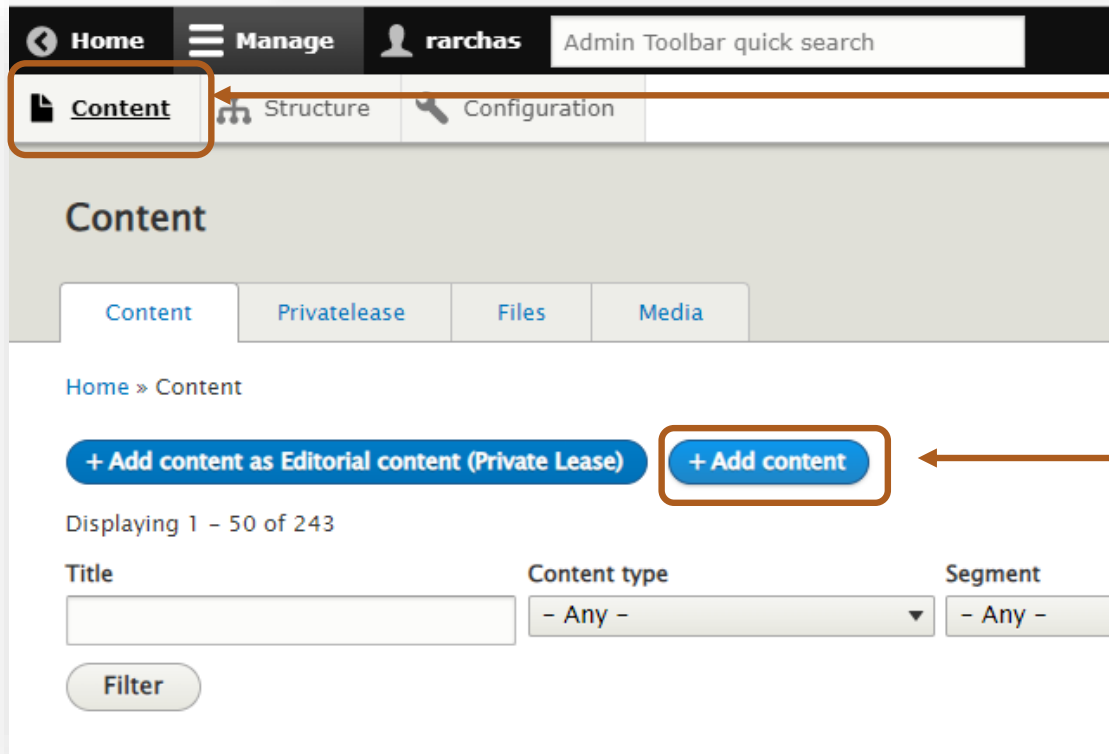 Home Manage rarchas Admin Toolbar quick search
Content Structure Configuration
Content
Content Privatelease Files Media
Home » Content
+ Add content as Editorial content (Private Lease) + Add content
Displaying 1 – 50 of 243
Title Content type Segment
– Any – – Any –
Filter